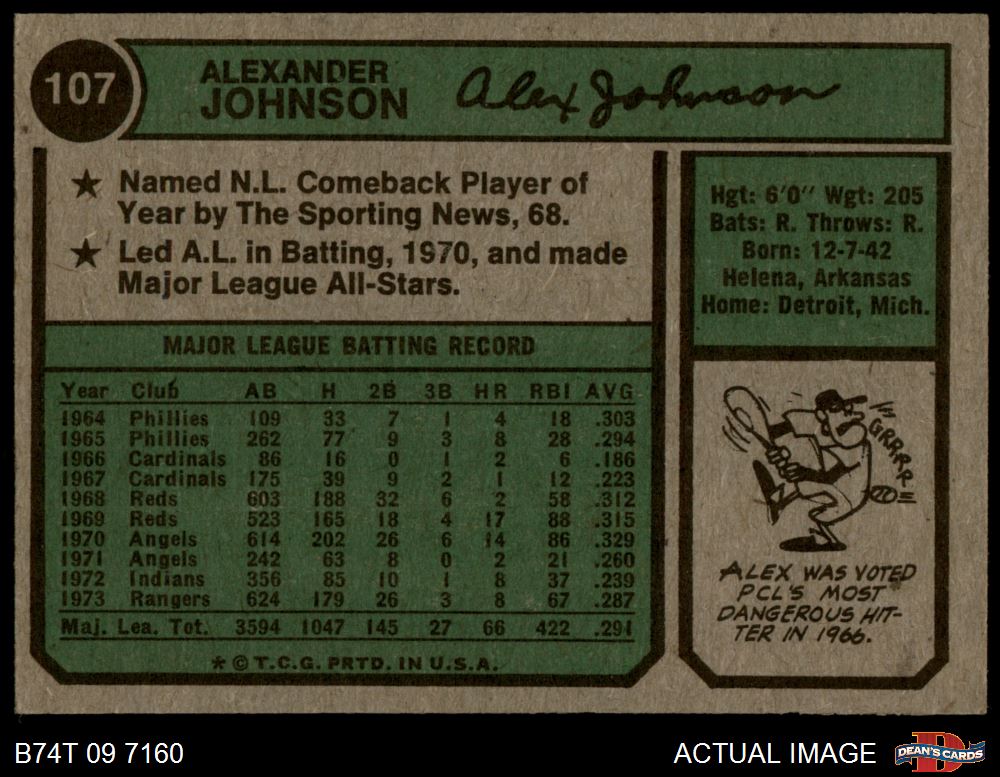 107
ALEXANDER
JOHNSON
Alex Johnson
★ Named N.L. Comeback Player of
Year by The Sporting News, 68.
★ Led A.L. in Batting, 1970, and made
Major League All-Stars.
Hgt: 6'0" Wgt: 205
Bats: R. Throws: R.
Born: 12-7-42
Helena, Arkansas
Home: Detroit, Mich.
MAJOR LEAGUE BATTING RECORD
Year Club AB H 2B 3B HR RBI AVG
1964 Phillies 109 33 7 1 4 18 .303
1965 Phillies 262 77 9 3 8 28 .294
1966 Cardinals 86 16 0 1 2 6 .186
1967 Cardinals 175 39 9 2 1 12 .223
1968 Reds 603 188 32 6 2 58 .312
1969 Reds 523 165 18 4 17 88 .315
1970 Angels 614 202 26 6 14 86 .329
1971 Angels 242 63 8 0 2 21 .260
1972 Indians 356 85 10 1 8 37 .239
1973 Rangers 624 179 26 3 8 67 .287
Maj. Lea. Tot. 3594 1047 145 27 66 422 .291
* © T.C.G. PRTD. IN U.S.A.
GRRRR
ALEX WAS VOTED
PCL'S MOST
DANGEROUS HIT-
TER IN 1966.
B74T 09 7160
ACTUAL IMAGE
DEAN'S CARDS